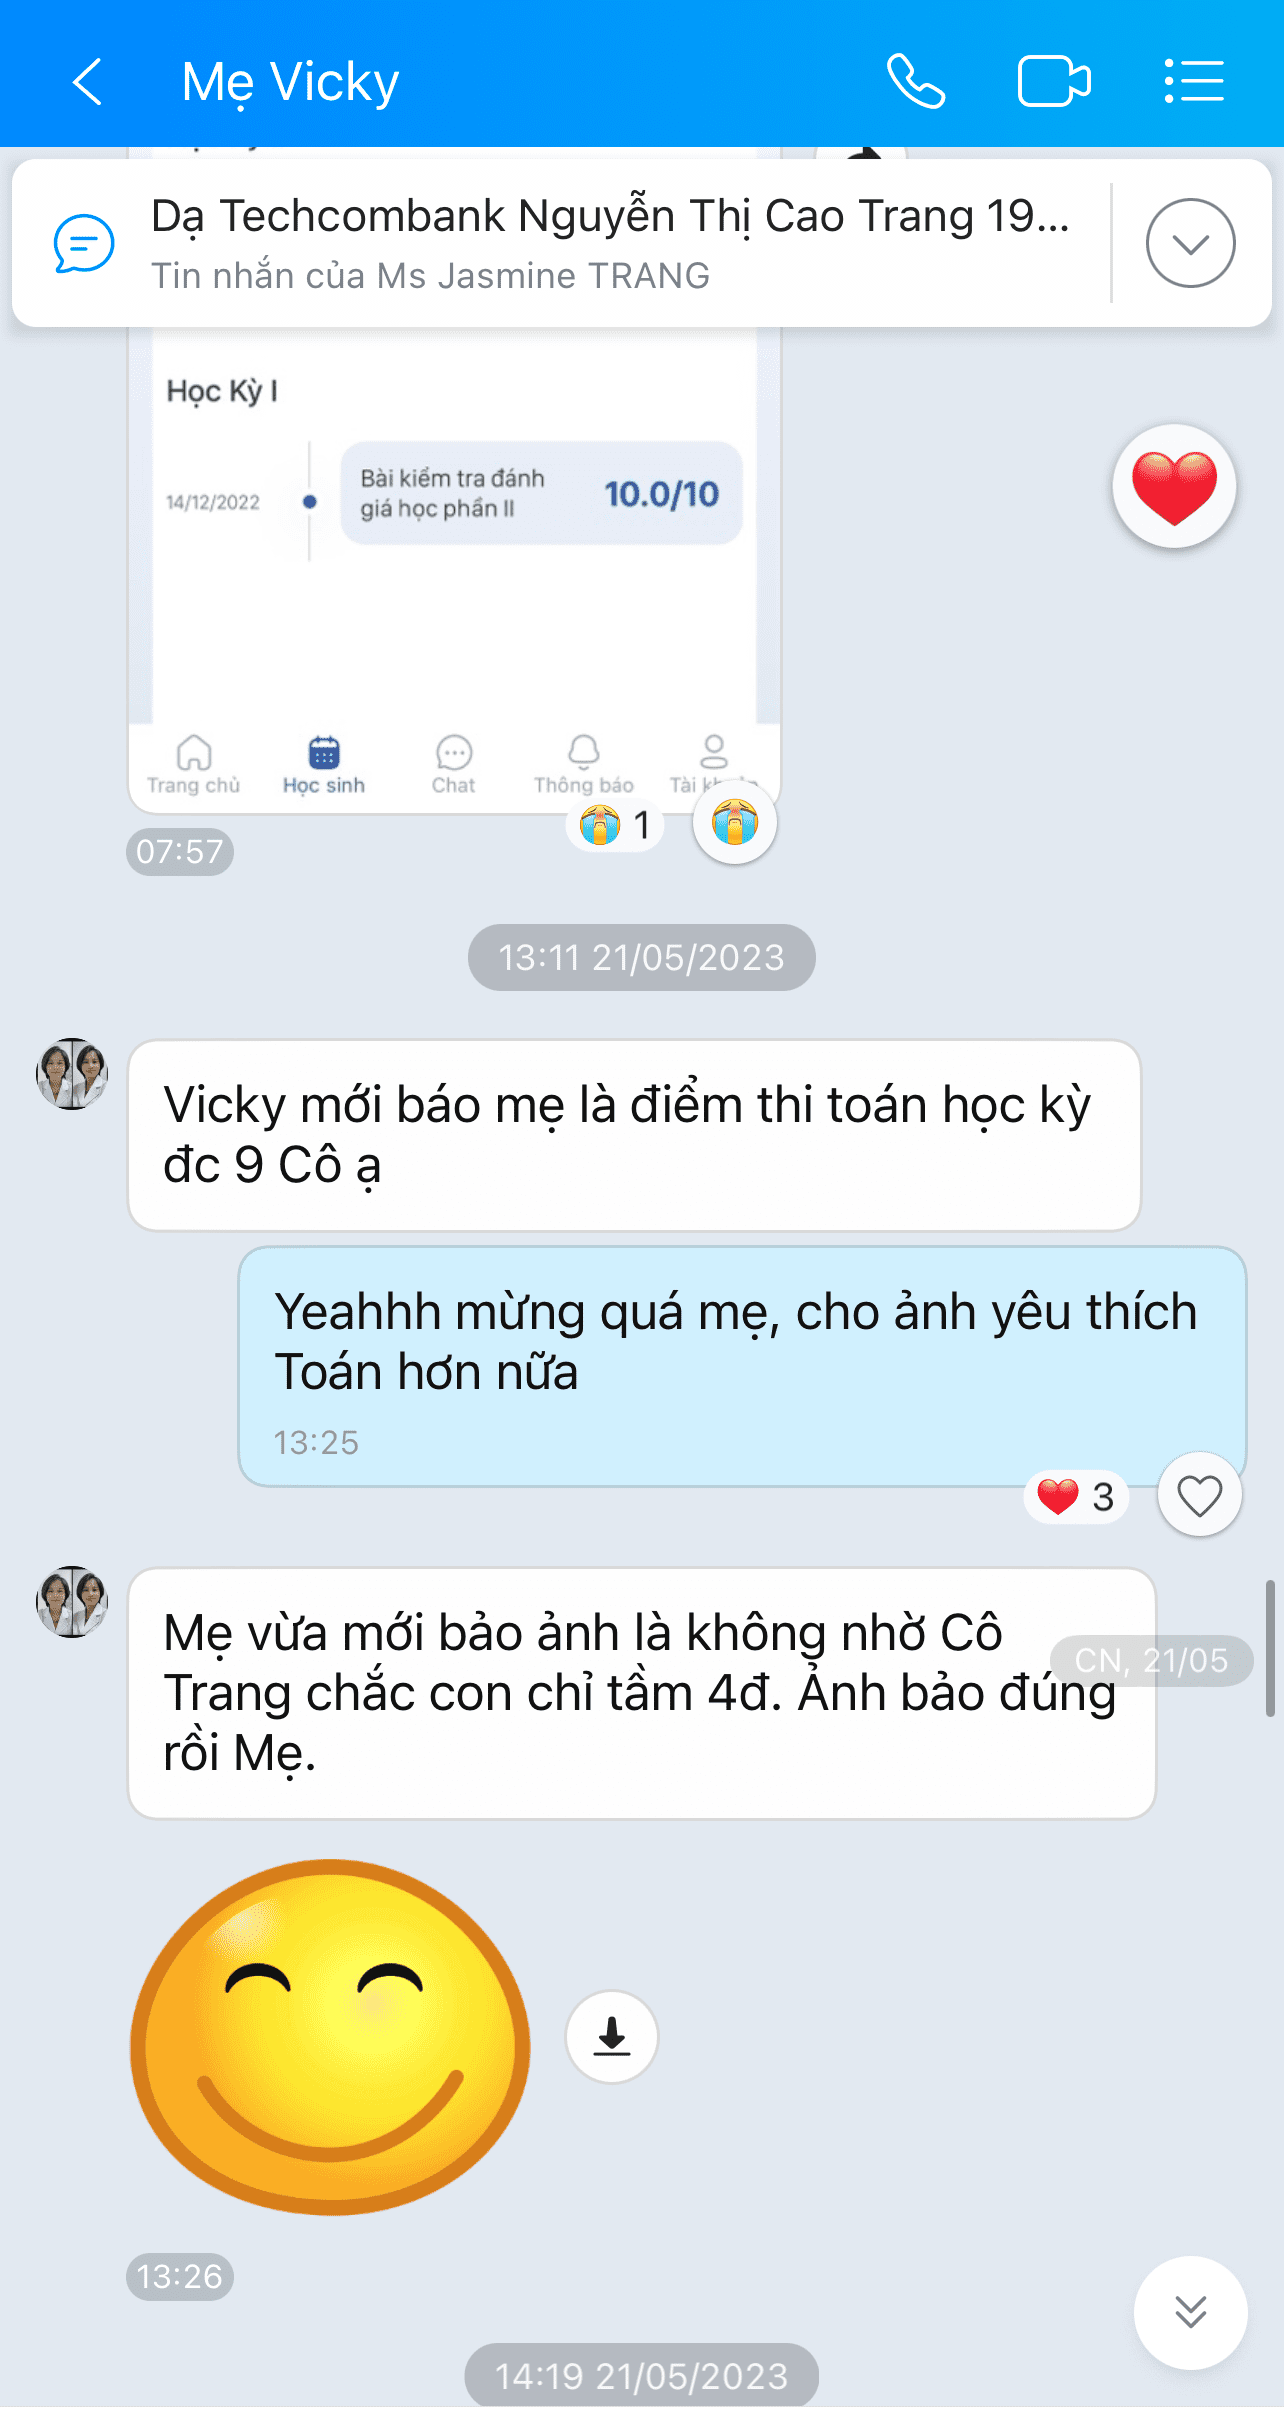 Mẹ Vicky
Dạ Techcombank Nguyễn Thị Cao Trang 19...
Tin nhắn của Ms Jasmine TRANG
Học Kỳ I
14/12/2022
Bài kiểm tra đánh
giá học phần II
10.0/10
Trang chủ
Học sinh
Chat
Thông báo
Tài
1
07:57
13:11 21/05/2023
Vicky mới báo mẹ là điểm thi toán học kỳ
đc 9 Cô ạ
Yeahhh mừng quá mẹ, cho ảnh yêu thích
Toán hơn nữa
13:25
3
Mẹ vừa mới bảo ảnh là không nhờ Cô
Trang chắc con chỉ tầm 4đ. Ảnh bảo đúng
rồi Mẹ.
CN, 21/05
13:26
14:19 21/05/2023